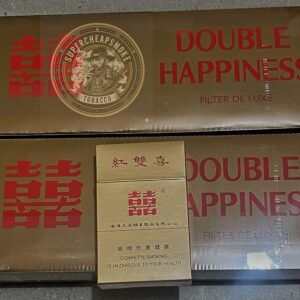 囍
SUPERCHEAPSMOKE
TOBACCO
DOUBLE
HAPPINESS
FILTER DE LUXE
囍
DOUBLE
HAPPINESS
FILTER DE LUXE
紅雙喜
囍
CIGARETTE SMOKING
IS HAZARDOUS TO YOUR HEALTH